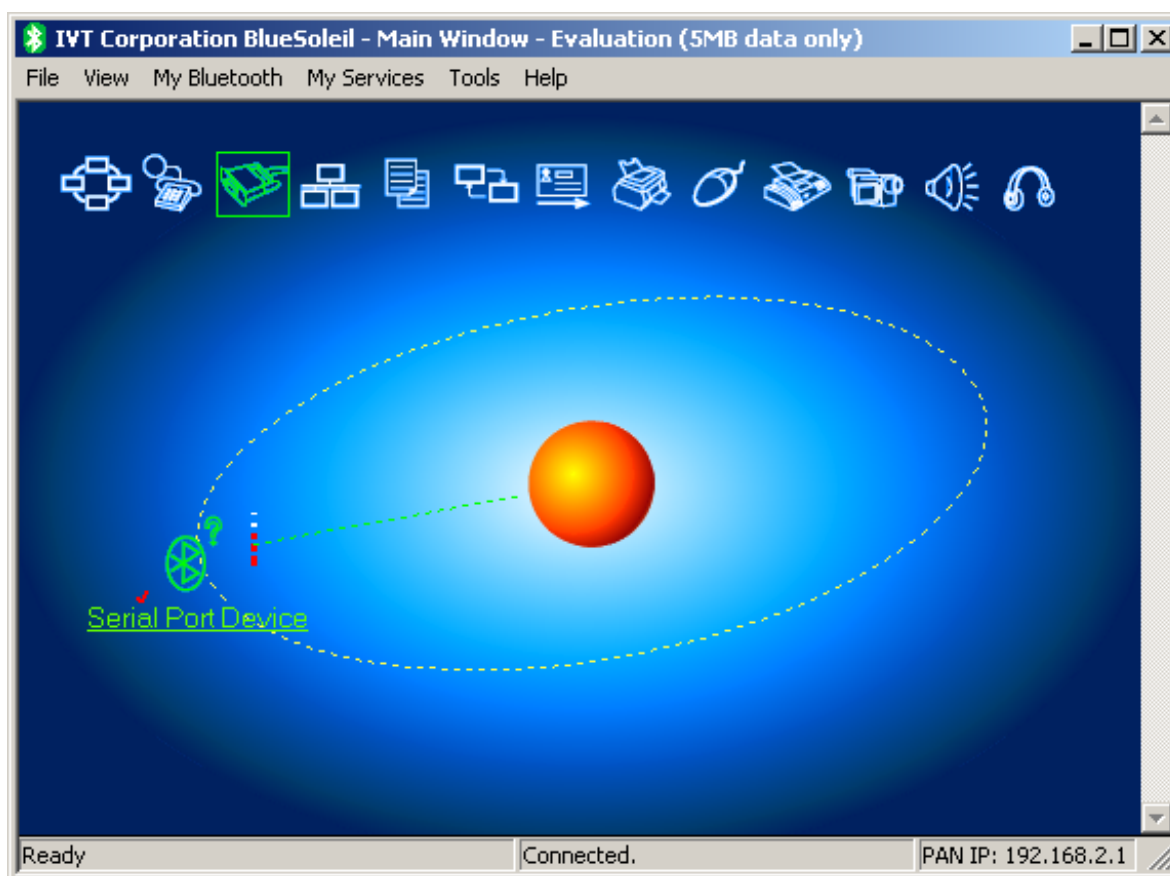 IVT Corporation BlueSoleil - Main Window - Evaluation (5MB data only)
File View My Bluetooth My Services Tools Help
?
Serial Port Device
Ready Connected. PAN IP: 192.168.2.1